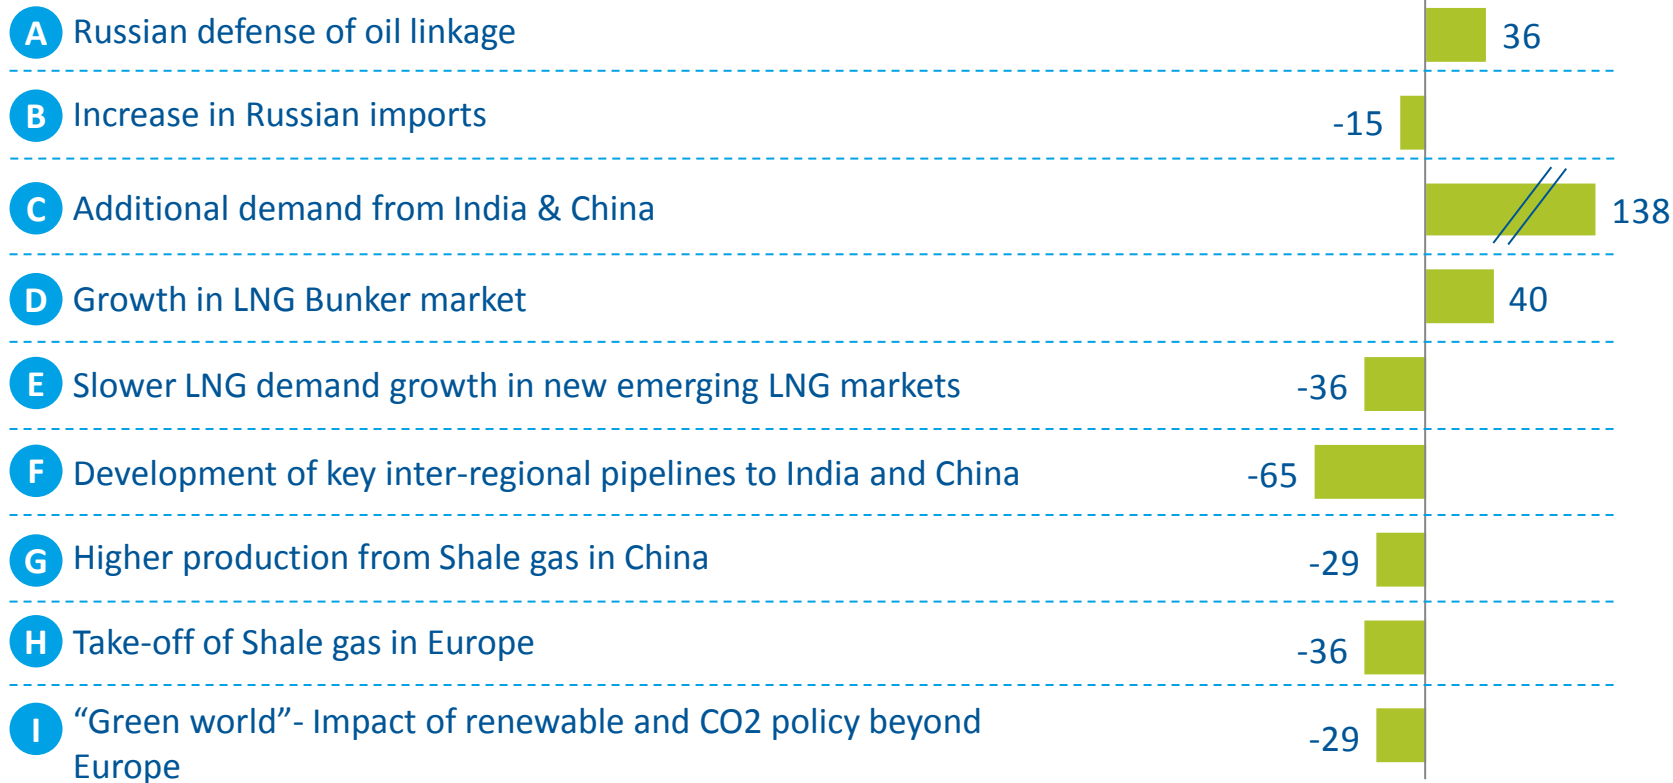 A Russian defense of oil linkage 36
B Increase in Russian imports -15
C Additional demand from India & China 138
D Growth in LNG Bunker market 40
E Slower LNG demand growth in new emerging LNG markets -36
F Development of key inter-regional pipelines to India and China -65
G Higher production from Shale gas in China -29
H Take-off of Shale gas in Europe -36
I “Green world”- Impact of renewable and CO2 policy beyond -29
Europe